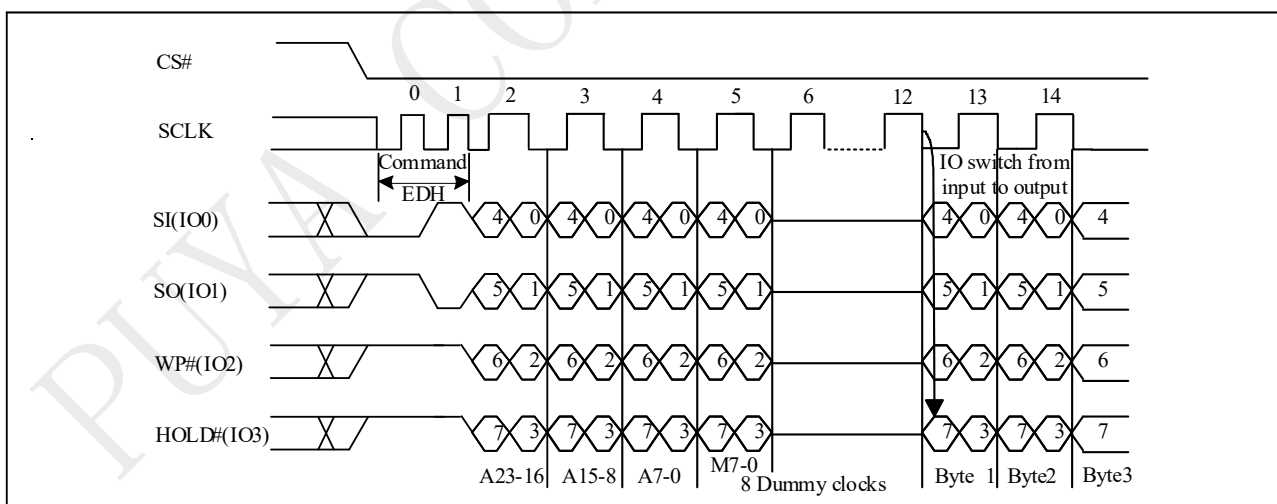 PUYA CO
CS#
0 1 2 3 4 5 6 12 13 14
SCLK
Command
EDH
IO switch from
input to output
SI(IO0) 4 0 4 0 4 0 4 0 4 0 4 0 4
SO(IO1) 5 1 5 1 5 1 5 1 5 1 5 1 5
WP#(IO2) 6 2 6 2 6 2 6 2 6 2 6 2 6
HOLD#(IO3) 7 3 7 3 7 3 7 3 7 3 7 3 7
A23-16 A15-8 A7-0 M7-0 8 Dummy clocks Byte 1 Byte2 Byte3